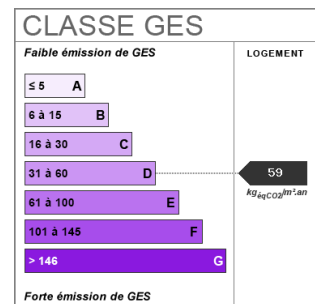 CLASSE GES
Faible émission de GES
LOGEMENT
≤ 5 A
6 à 15 B
16 à 30 C
31 à 60 D
59
kgéqCO2/m².an
61 à 100 E
101 à 145 F
> 146 G
Forte émission de GES